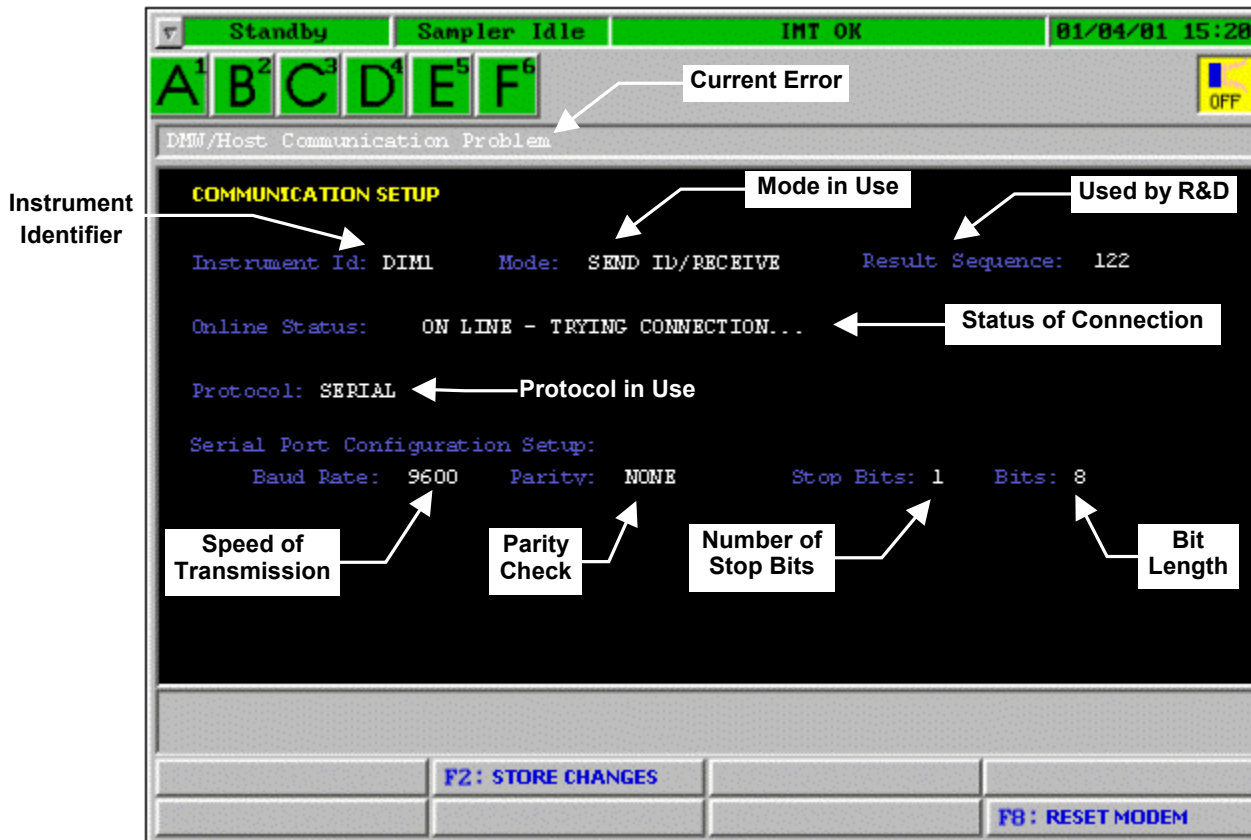 Standby Sampler Idle IMT OK 01/04/01 15:20
A1 B2 C3 D4 E5 F6 OFF
Current Error
DMW/Host Communication Problem
COMMUNICATION SETUP
Mode in Use
Used by R&D
Instrument
Identifier
Instrument Id: DIM1 Mode: SEND ID/RECEIVE Result Sequence: 122
Online Status: ON LINE - TRYING CONNECTION...
Status of Connection
Protocol: SERIAL
Protocol in Use
Serial Port Configuration Setup:
Baud Rate: 9600 Parity: NONE Stop Bits: 1 Bits: 8
Speed of
Transmission
Parity
Check
Number of
Stop Bits
Bit
Length
F2: STORE CHANGES
F8: RESET MODEM